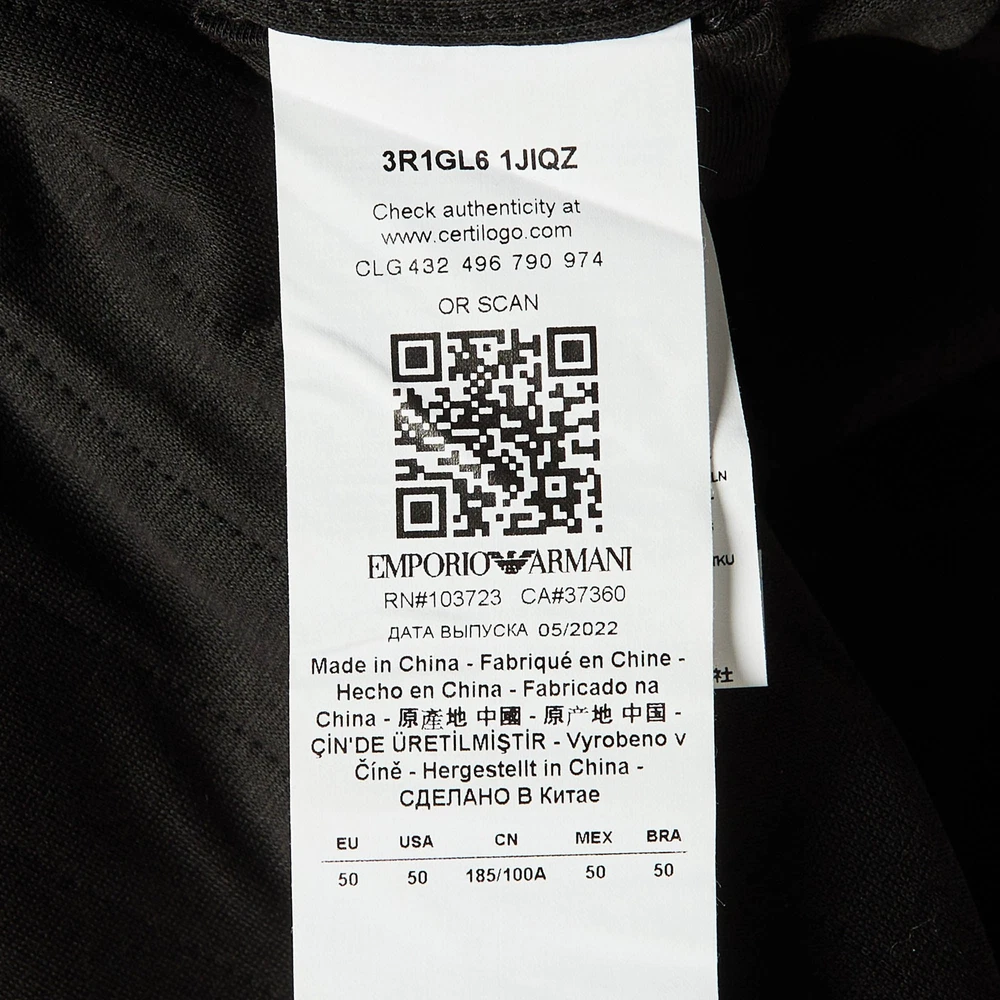 3R1GL6 1JIQZ
Check authenticity at
www.certilogo.com
CLG 432 496 790 974
OR SCAN
EMPORIO ARMANI
RN#103723 CA#37360
ДАТА ВЫПУСКА 05/2022
Made in China - Fabriqué en Chine -
Hecho en China - Fabricado na
China - 原產地 中國 - 原产地 中国 -
ÇİN'DE ÜRETİLMİŞTİR - Vyrobeno v
Číně - Hergestellt in China -
СДЕЛАНО В Китае
EU USA CN MEX BRA
50 50 185/100A 50 50
LN
TKU
社